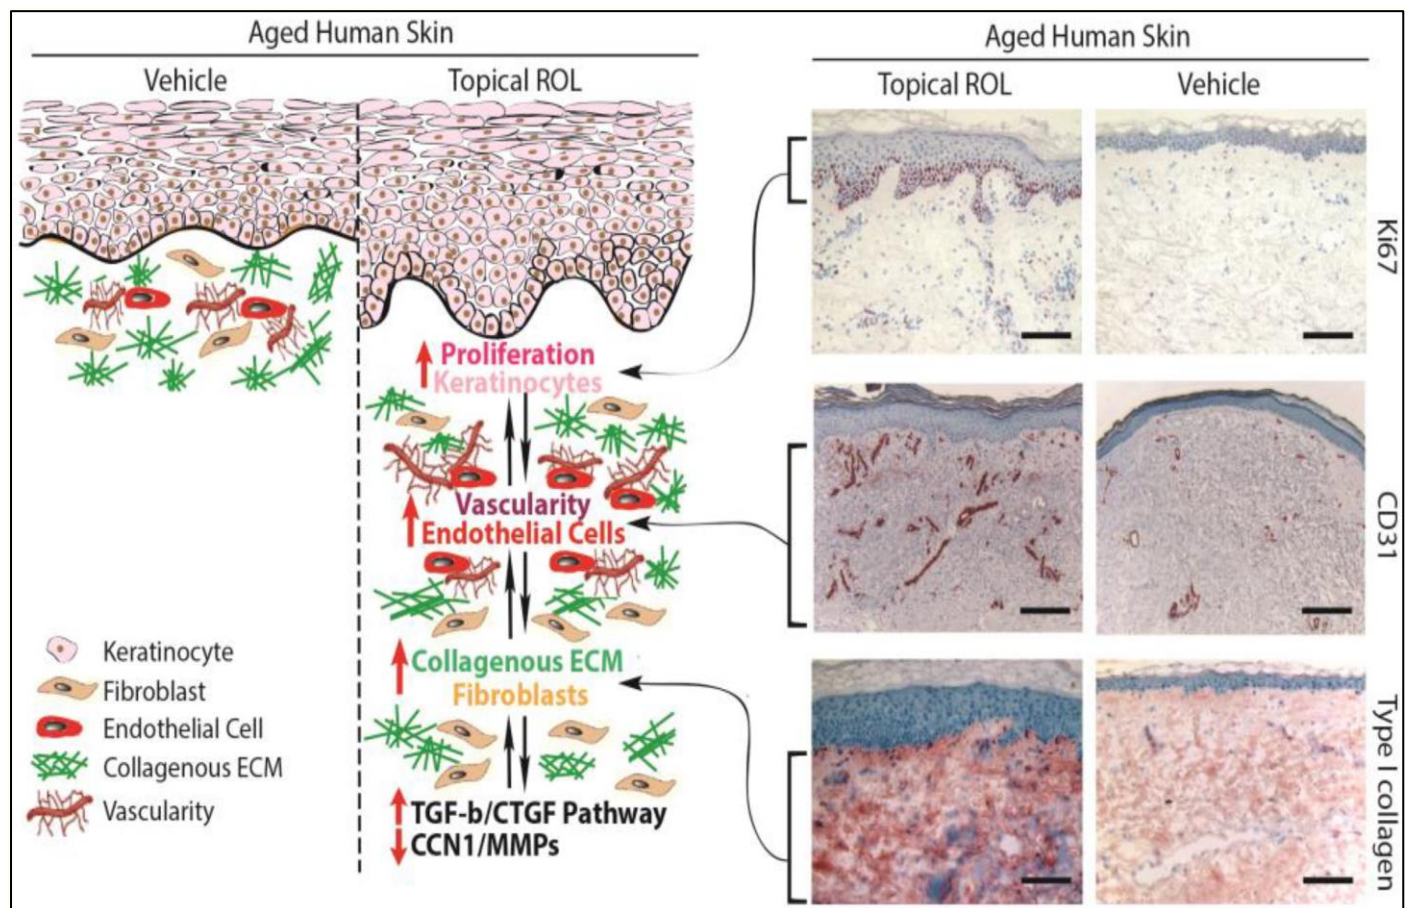 Aged Human Skin
Vehicle
Topical ROL
Proliferation
Keratinocytes
Vascularity
Endothelial Cells
Collagenous ECM
Fibroblasts
TGF-b/CTGF Pathway
CCN1/MMPs
Keratinocyte
Fibroblast
Endothelial Cell
Collagenous ECM
Vascularity
Aged Human Skin
Topical ROL
Vehicle
Ki67
CD31
Type I collagen